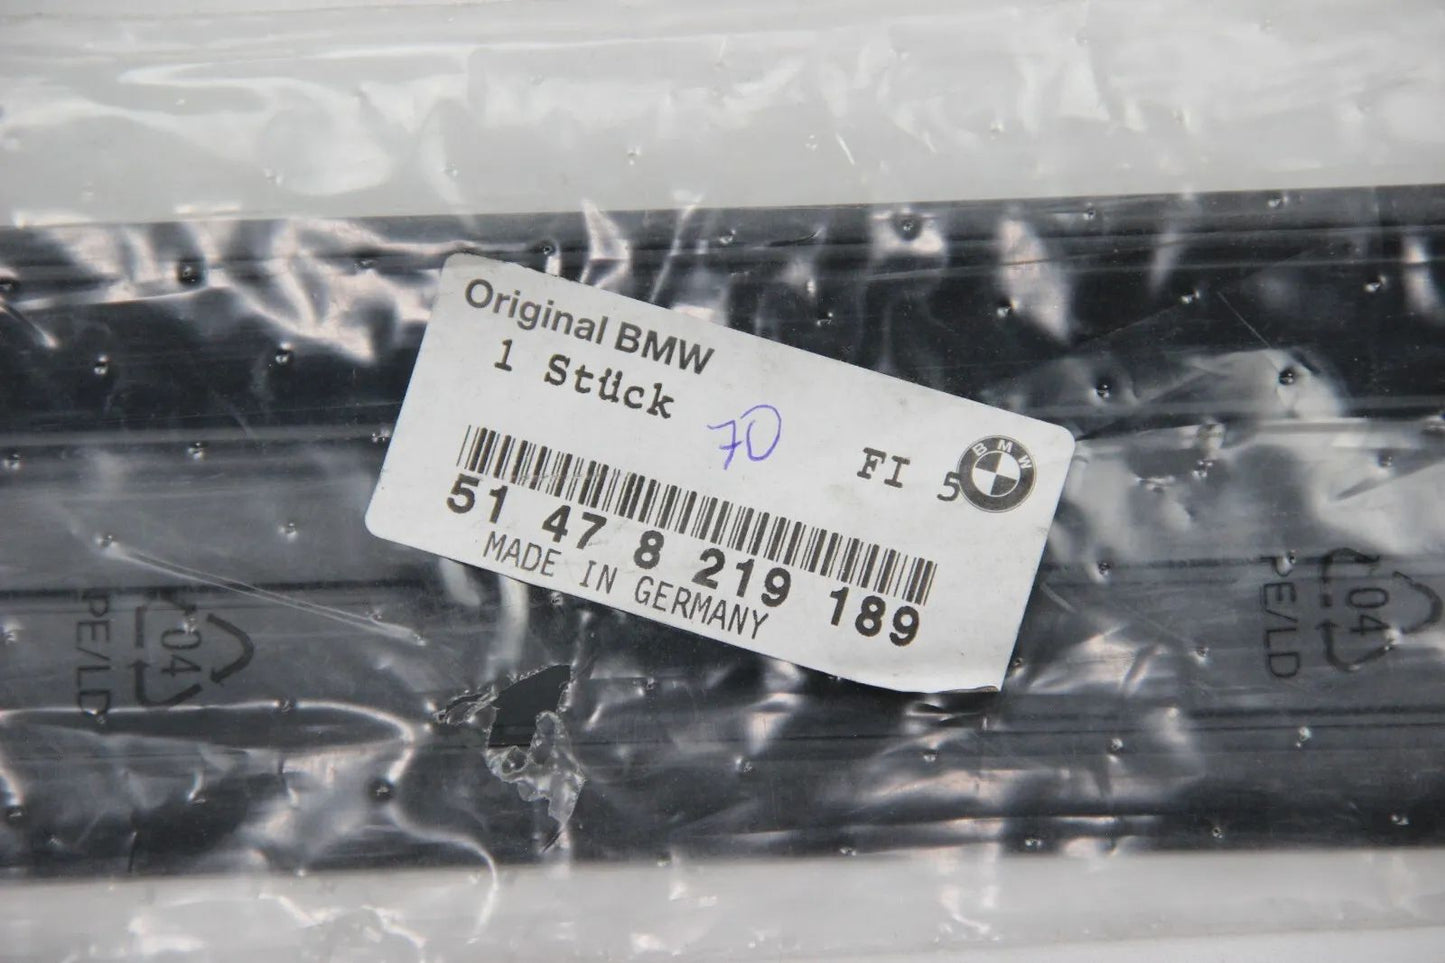 Original BMW
1 Stück
70
FI 5
BMW
51 47 8 219 189
MADE IN GERMANY
04
PE/LD
04
PE/LD